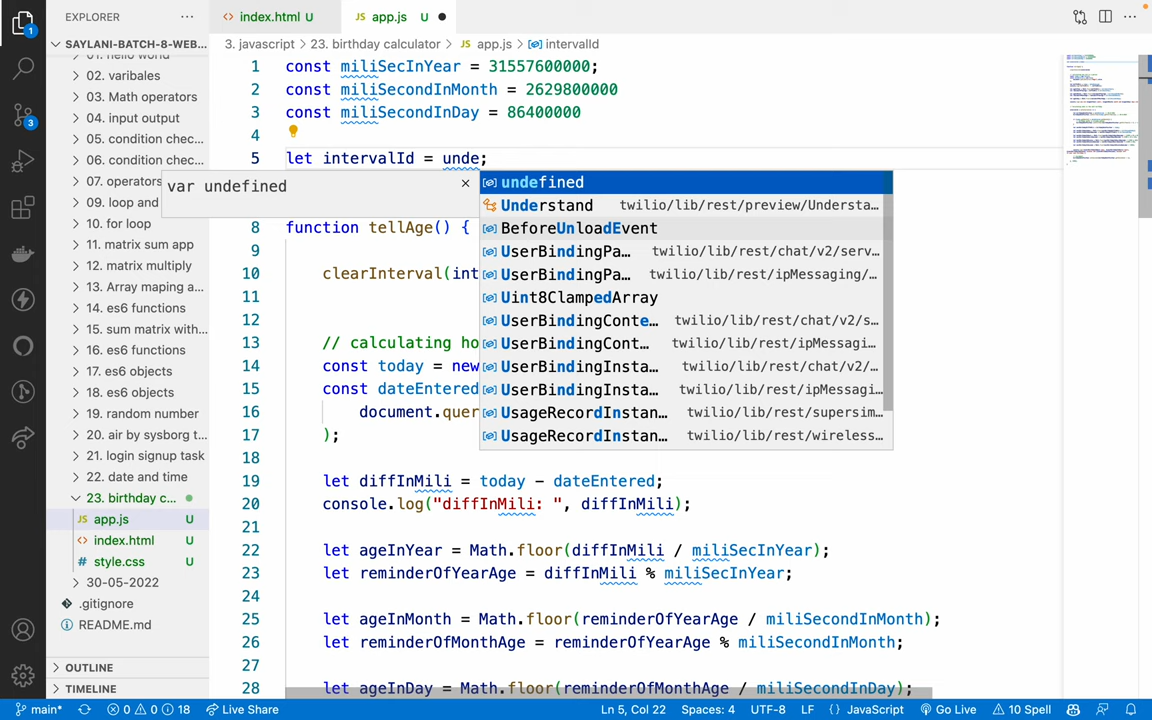 EXPLORER
index.html U
JS app.js U
SAYLANI-BATCH-8-WEB...
3. javascript > 23. birthday calculator > JS app.js > intervalId
01. hello world
02. varibales
03. Math operators
04. input output
05. condition chec...
06. condition chec...
07. operators
09. loop and
10. for loop
11. matrix sum app
12. matrix multiply
13. Array maping a...
14. es6 functions
15. sum matrix with...
16. es6 functions
17. es6 objects
18. es6 objects
19. random number
20. air by sysborg t...
21. login signup task
22. date and time
23. birthday c...
JS app.js U
index.html U
# style.css U
30-05-2022
.gitignore
README.md
OUTLINE
TIMELINE
1 const miliSecInYear = 31557600000;
2 const miliSecondInMonth = 2629800000
3 const miliSecondInDay = 86400000
4
5 let intervalId = unde;
var undefined
8 function tellAge() {
9
10 clearInterval(int
11
12
13 // calculating ho
14 const today = new
15 const dateEntered
16 document.quer
17 );
18
19 let diffInMili = today - dateEntered;
20 console.log("diffInMili: ", diffInMili);
21
22 let ageInYear = Math.floor(diffInMili / miliSecInYear);
23 let reminderOfYearAge = diffInMili % miliSecInYear;
24
25 let ageInMonth = Math.floor(reminderOfYearAge / miliSecondInMonth);
26 let reminderOfMonthAge = reminderOfYearAge % miliSecondInMonth;
27
28 let ageInDay = Math.floor(reminderOfMonthAge / miliSecondInDay);
undefined
Understand twilio/lib/rest/preview/Understa...
BeforeUnloadEvent
UserBindingPa... twilio/lib/rest/chat/v2/serv...
UserBindingPa... twilio/lib/rest/ipMessaging/...
Uint8ClampedArray
UserBindingConte... twilio/lib/rest/chat/v2/s...
UserBindingCont... twilio/lib/rest/ipMessagi...
UserBindingInsta... twilio/lib/rest/chat/v2/...
UserBindingInsta... twilio/lib/rest/ipMessagi...
UsageRecordInstan... twilio/lib/rest/supersim...
UsageRecordInstan... twilio/lib/rest/wireless...
1
3
main* 0 0 18 Live Share Ln 5, Col 22 Spaces: 4 UTF-8 LF {} JavaScript Go Live 10 Spell